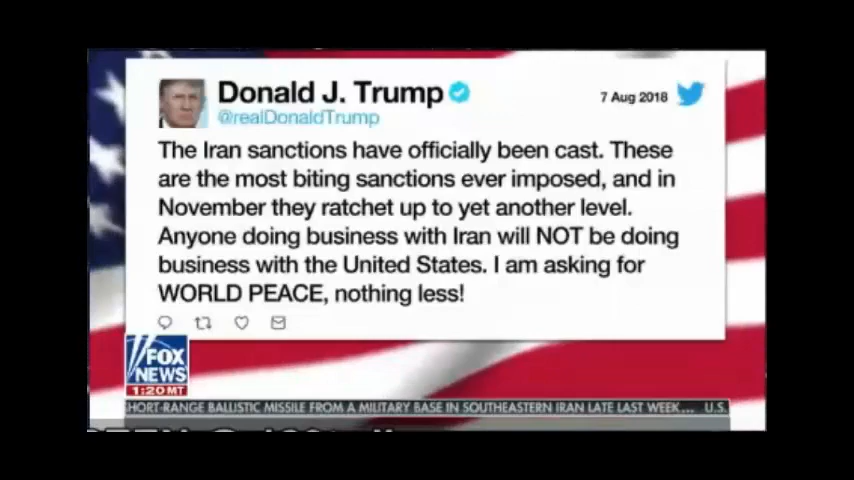 Donald J. Trump
7 Aug 2018
@realDonaldTrump
The Iran sanctions have officially been cast. These
are the most biting sanctions ever imposed, and in
November they ratchet up to yet another level.
Anyone doing business with Iran will NOT be doing
business with the United States. I am asking for
WORLD PEACE, nothing less!
FOX
NEWS
1:20MT
HORT-RANGE BALLISTIC MISSILE FROM A MILITARY BASE IN SOUTHEASTERN IRAN LATE LAST WEEK... U.S.